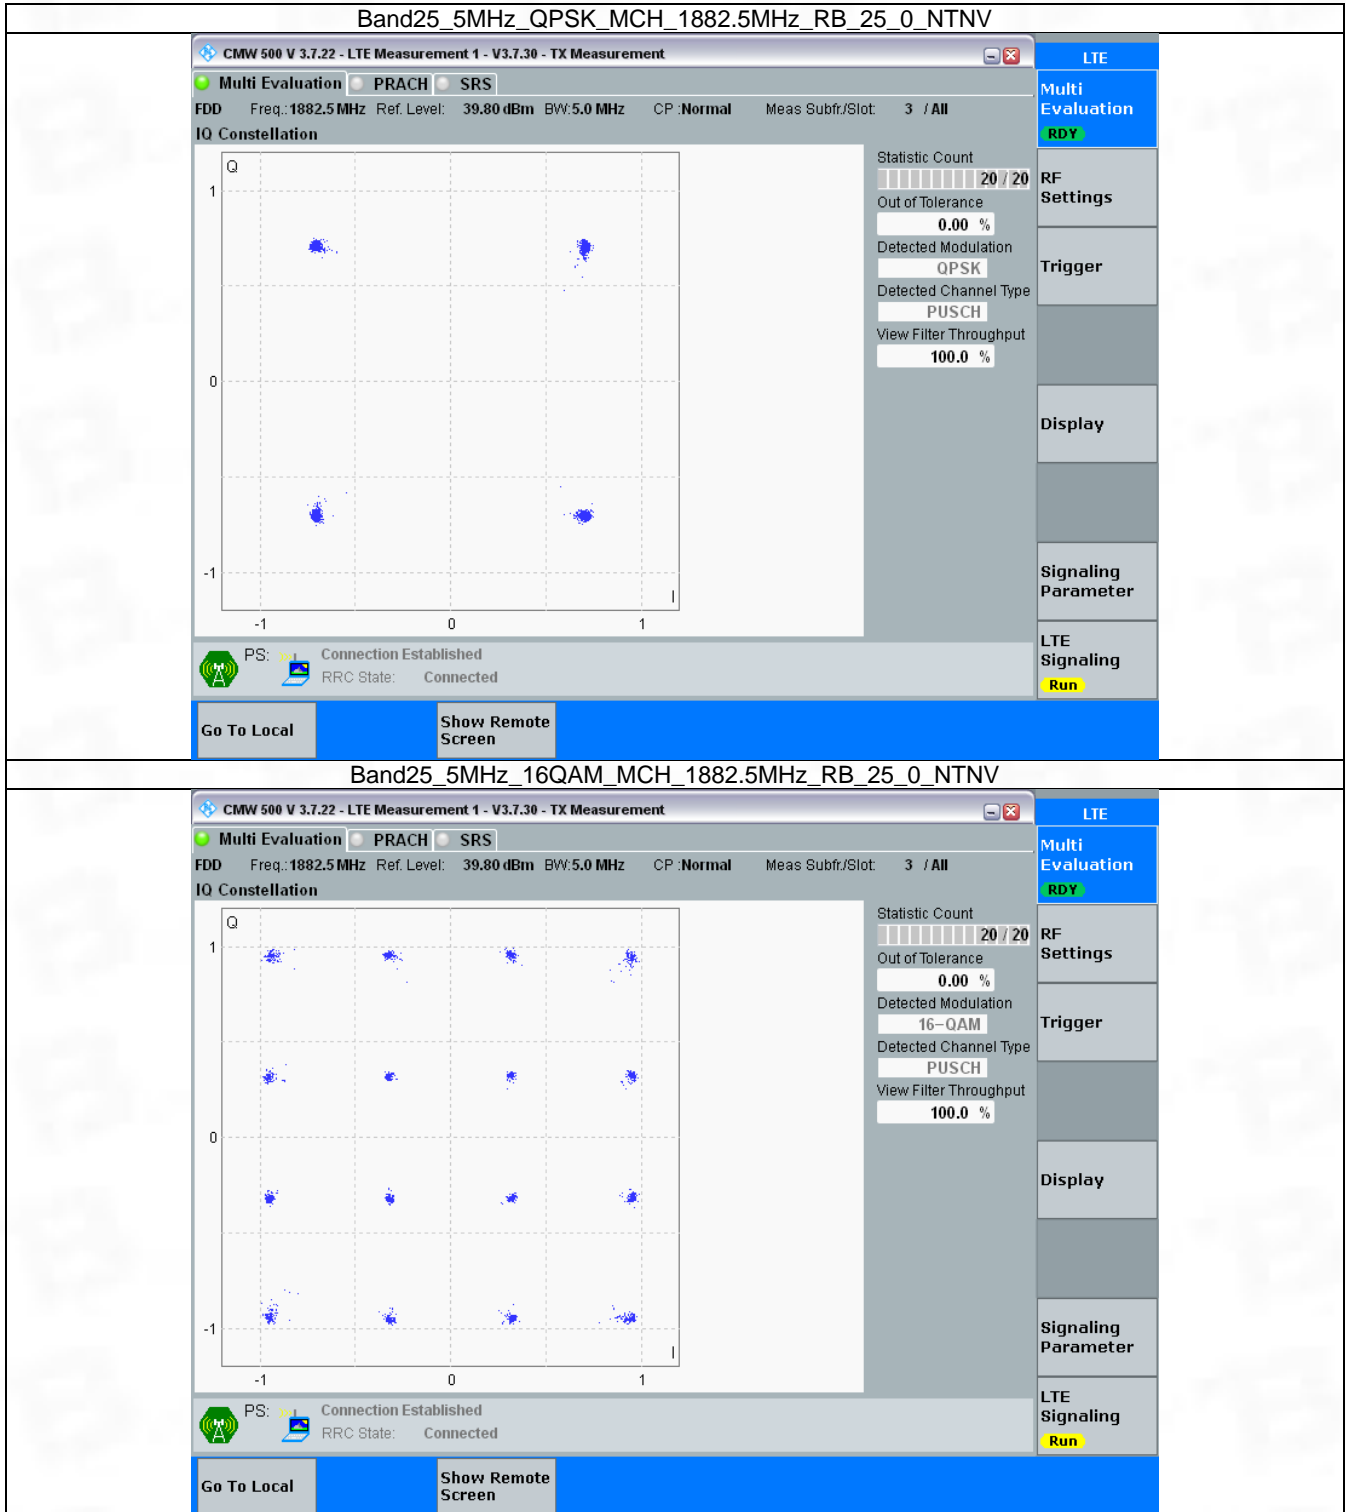 Band25_5MHz_QPSK_MCH_1882.5MHz_RB_25_0_NTNV
CMW 500 V 3.7.22 - LTE Measurement 1 - V3.7.30 - TX Measurement
LTE
Multi Evaluation PRACH SRS
Multi
Evaluation
RDY
FDD Freq.:1882.5 MHz Ref. Level: 39.80 dBm BW:5.0 MHz CP :Normal Meas Subfr./Slot: 3 / All
IQ Constellation
Q
1
0
-1
I
-1 0 1
Statistic Count
20 / 20
Out of Tolerance
0.00 %
Detected Modulation
QPSK
Detected Channel Type
PUSCH
View Filter Throughput
100.0 %
RF
Settings
Trigger
Display
Signaling
Parameter
LTE
Signaling
Run
PS: Connection Established
RRC State: Connected
Go To Local
Show Remote
Screen
Band25_5MHz_16QAM_MCH_1882.5MHz_RB_25_0_NTNV
CMW 500 V 3.7.22 - LTE Measurement 1 - V3.7.30 - TX Measurement
LTE
Multi Evaluation PRACH SRS
Multi
Evaluation
RDY
FDD Freq.:1882.5 MHz Ref. Level: 39.80 dBm BW:5.0 MHz CP :Normal Meas Subfr./Slot: 3 / All
IQ Constellation
Q
1
0
-1
I
-1 0 1
Statistic Count
20 / 20
Out of Tolerance
0.00 %
Detected Modulation
16-QAM
Detected Channel Type
PUSCH
View Filter Throughput
100.0 %
RF
Settings
Trigger
Display
Signaling
Parameter
LTE
Signaling
Run
PS: Connection Established
RRC State: Connected
Go To Local
Show Remote
Screen